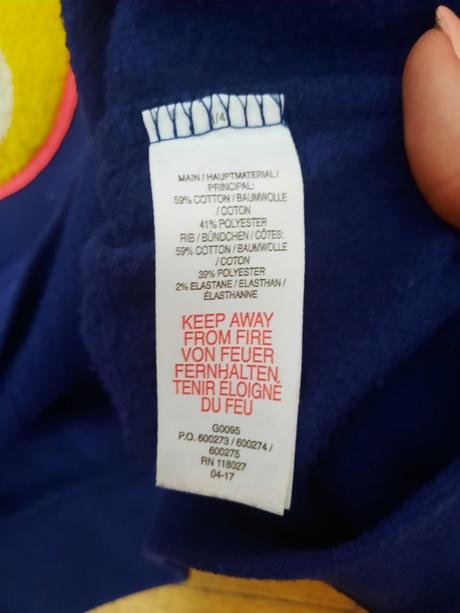 /4
MAIN / HAUPTMATERIAL /
PRINCIPAL:
59% COTTON / BAUMWOLLE
/ COTON
41% POLYESTER
RIB / BÜNDCHEN / CÔTES:
59% COTTON / BAUMWOLLE
/ COTON
39% POLYESTER
2% ELASTANE / ELASTHAN /
ÉLASTHANNE
KEEP AWAY
FROM FIRE
VON FEUER
FERNHALTEN
TENIR ÉLOIGNÉ
DU FEU
G0095
P.O. 600273 / 600274 /
600275
RN 118027
04-17